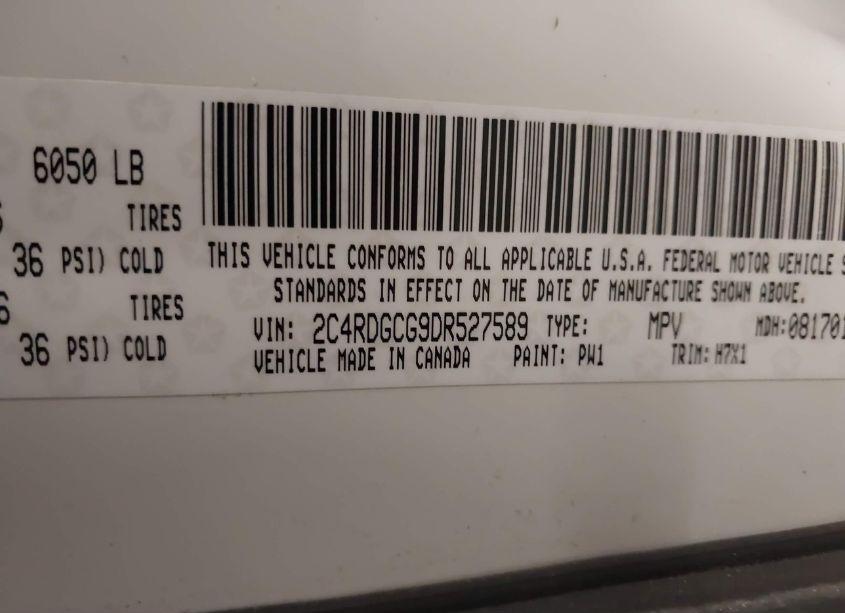 6050 LB
TIRES
36 PSI) COLD
TIRES
36 PSI) COLD
THIS VEHICLE CONFORMS TO ALL APPLICABLE U.S.A. FEDERAL MOTOR VEHICLE S
STANDARDS IN EFFECT ON THE DATE OF MANUFACTURE SHOWN ABOVE.
VIN: 2C4RDGCG9DR527589 TYPE: MPV MDH:081701
VEHICLE MADE IN CANADA PAINT: PW1 TRIM: H7X1